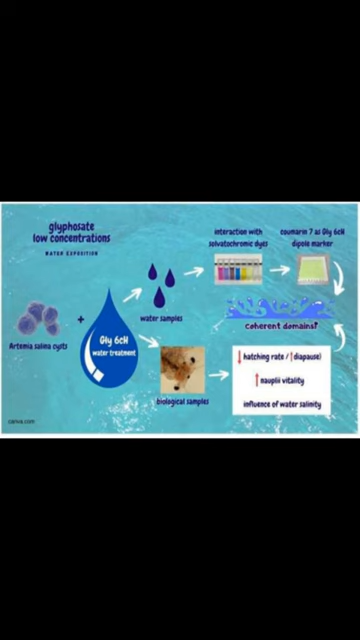 glyphosate
low concentrations
WATER EXPOSITION
interaction with
solvatochromic dyes
coumarin 7 as Gly 6cH
dipole marker
Artemia salina cysts
+
Gly 6cH
water treatment
water samples
coherent domains?
biological samples
hatching rate / ↑ diapause)
nauplii vitality
influence of water salinity
canva.com